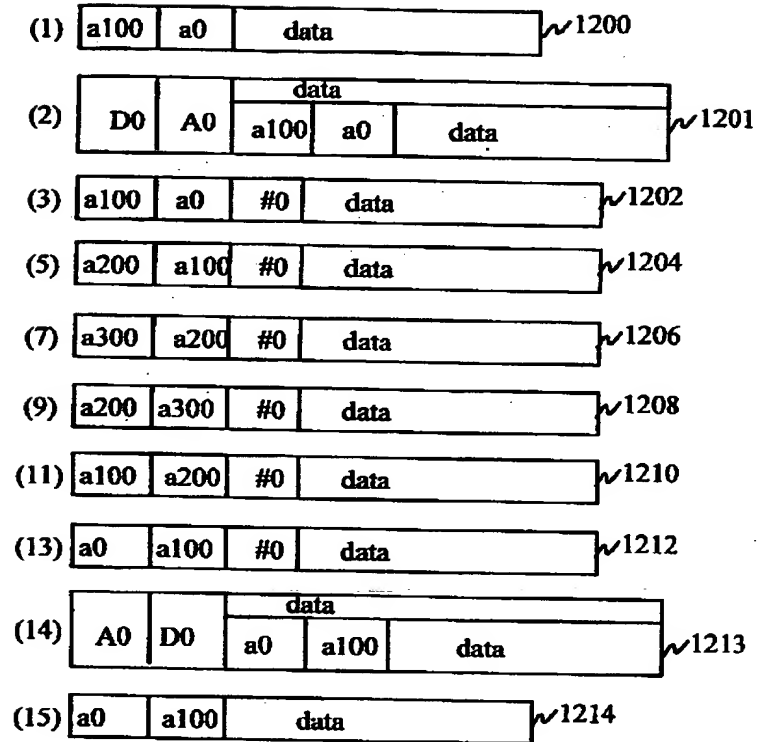 (1) a100 a0 data 1200
data
(2) D0 A0 a100 a0 data 1201
(3) a100 a0 #0 data 1202
(5) a200 a100 #0 data 1204
(7) a300 a200 #0 data 1206
(9) a200 a300 #0 data 1208
(11) a100 a200 #0 data 1210
(13) a0 a100 #0 data 1212
data
(14) A0 D0 a0 a100 data 1213
(15) a0 a100 data 1214